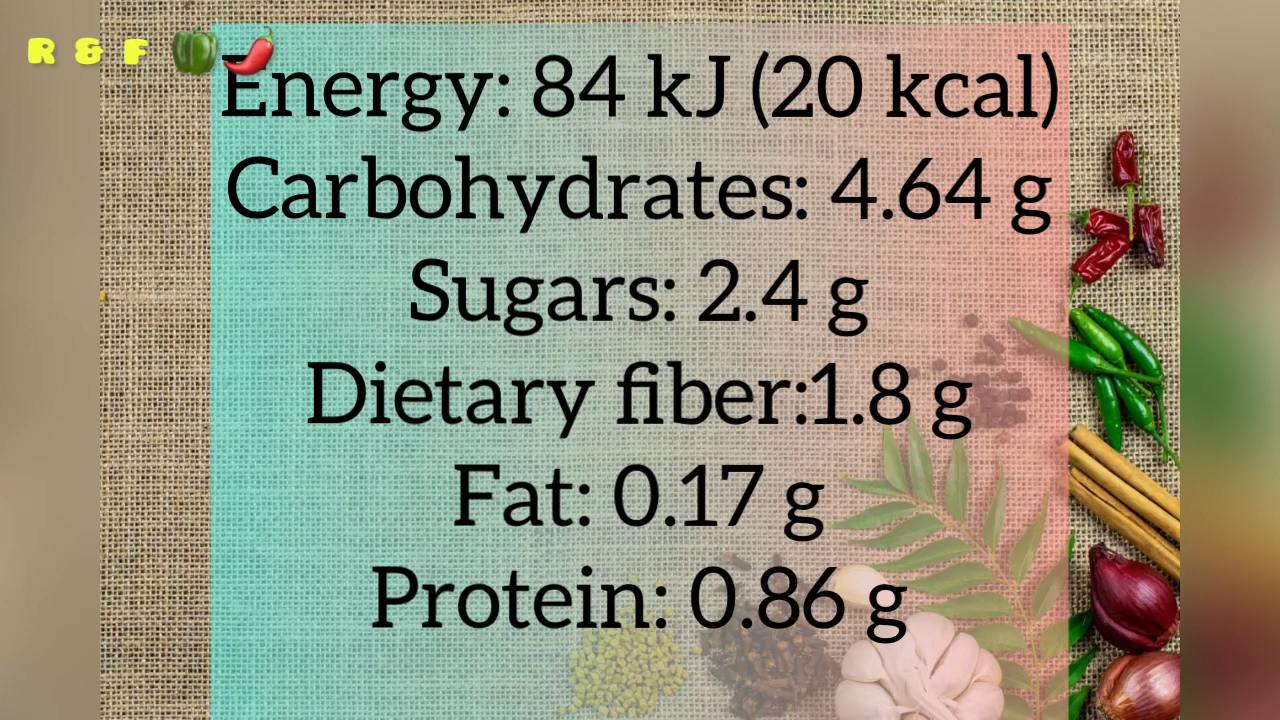 R & F
Energy: 84 kJ (20 kcal)
Carbohydrates: 4.64 g
Sugars: 2.4 g
Dietary fiber:1.8 g
Fat: 0.17 g
Protein: 0.86 g